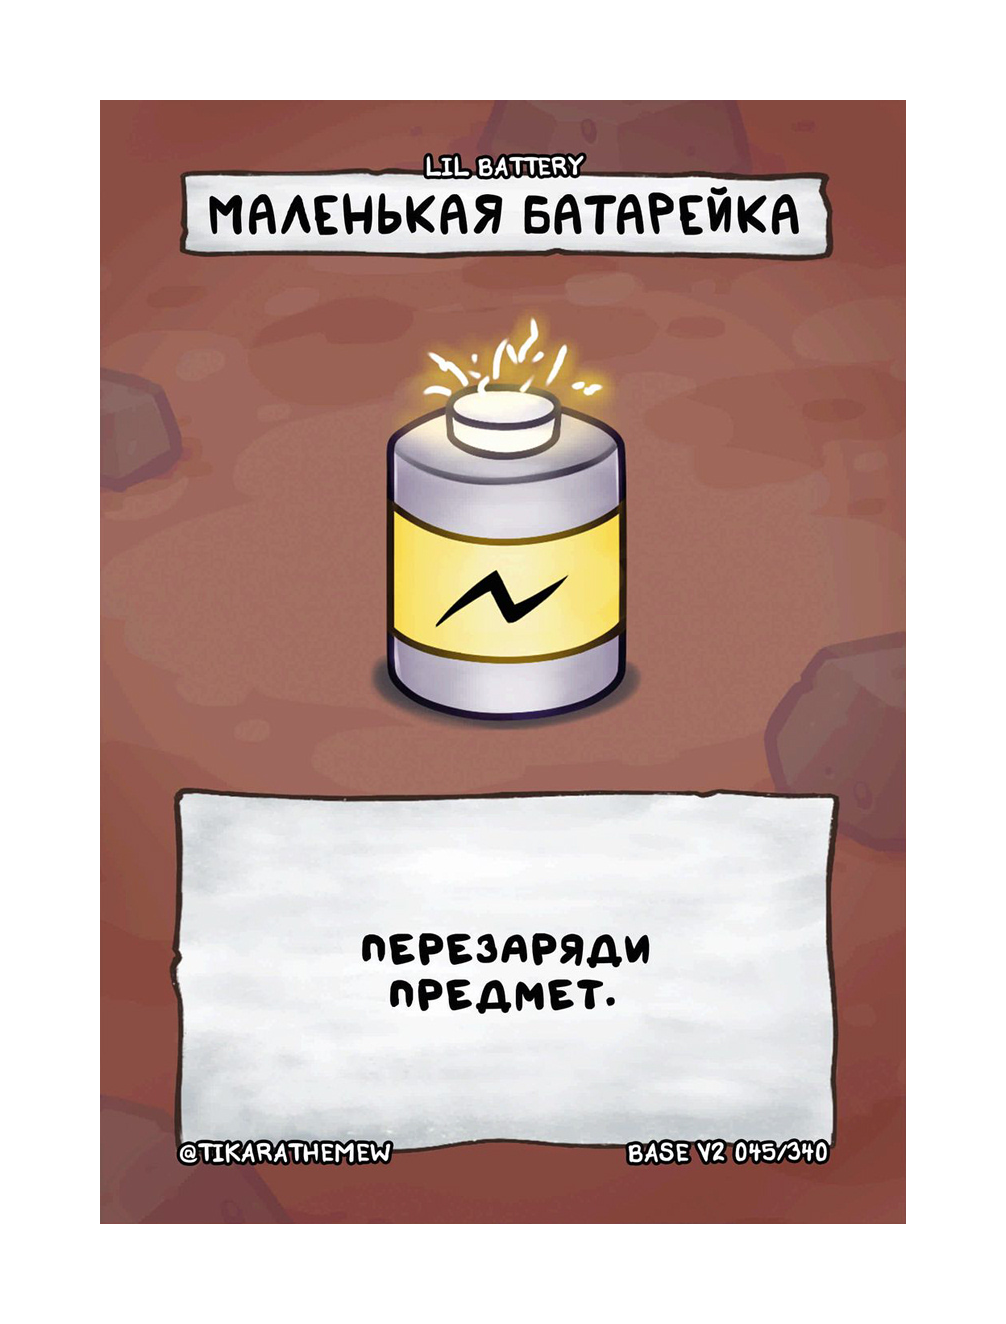 LIL BATTERY
МАЛЕНЬКАЯ БАТАРЕЙКА
ПЕРЕЗАРЯДИ
ПРЕДМЕТ.
@TIKARATHEMEW
BASE V2 045/340